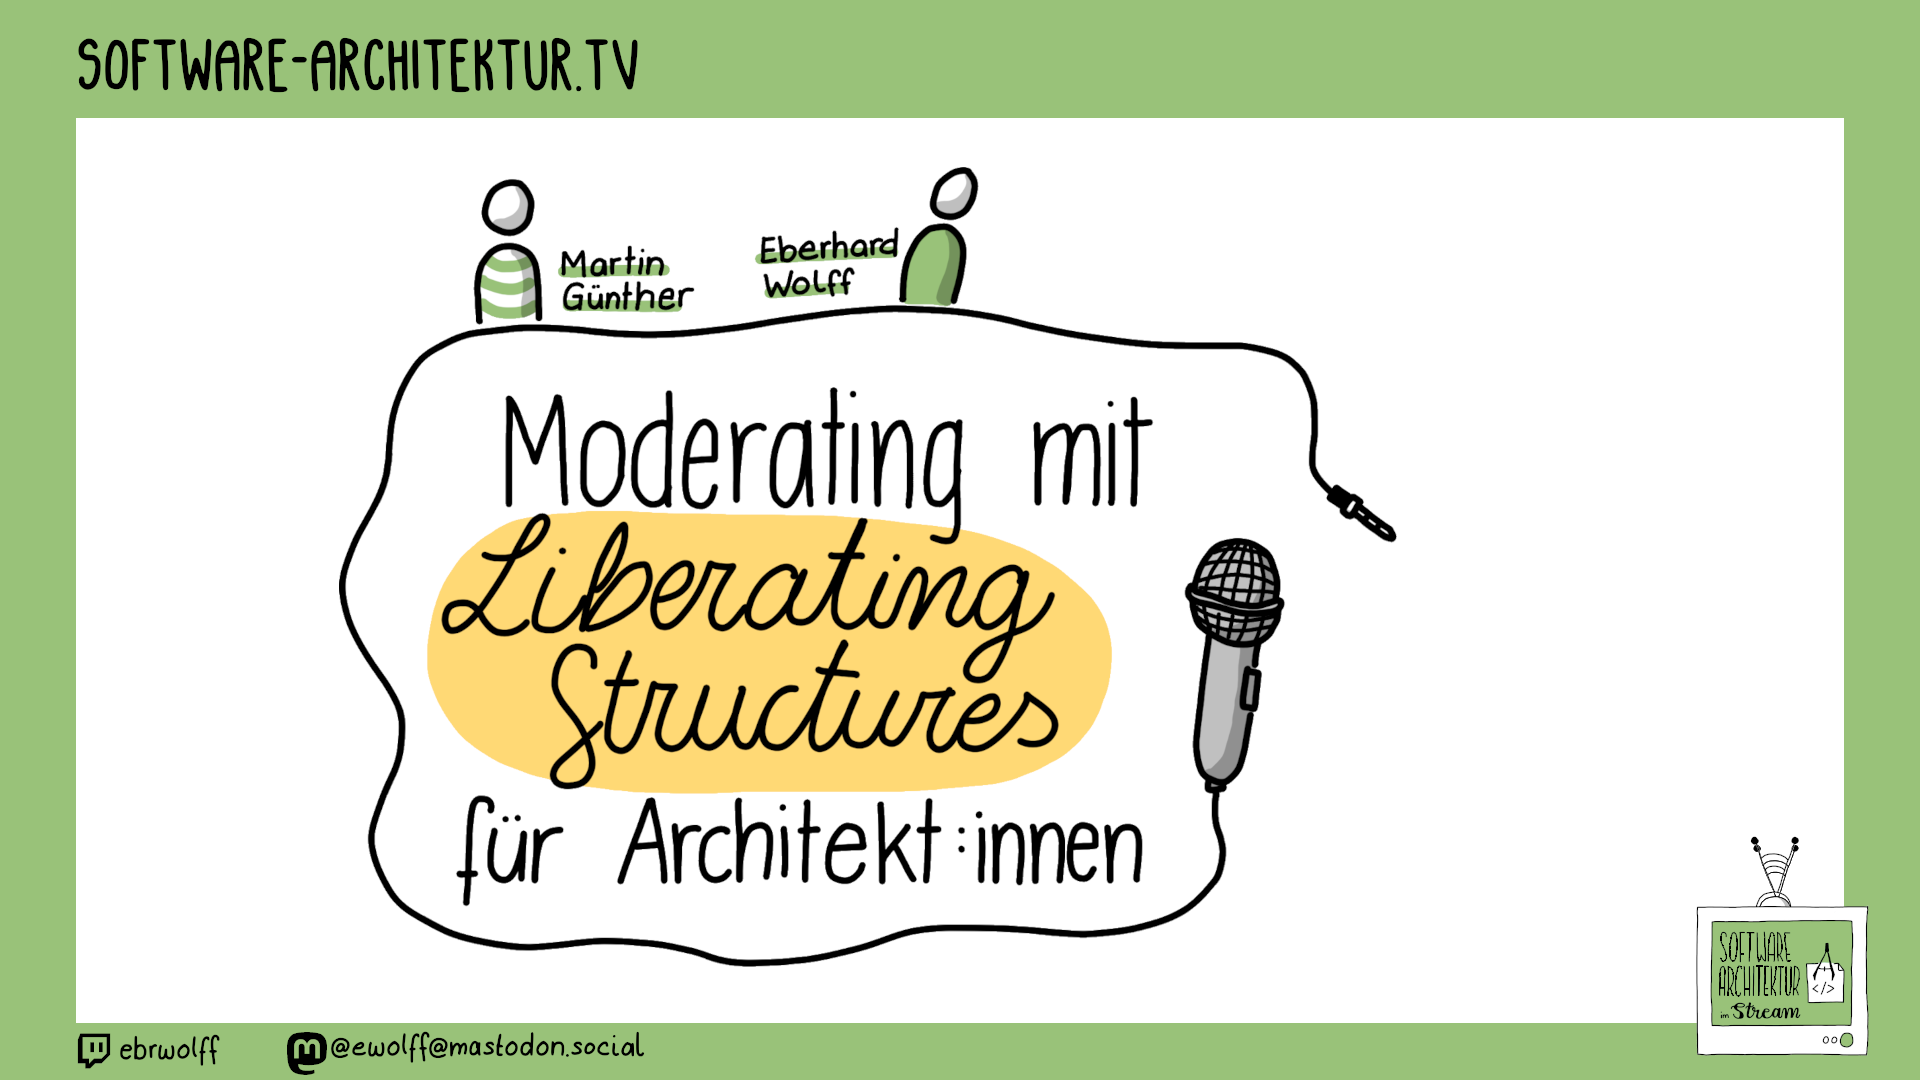 SOFTWARE-ARCHITEKTUR.TV
Martin
Günther
Eberhard
Wolff
Moderating mit
Liberating
Structures
für Architekt:innen
SOFTWARE
ARCHITEKTUR
im Stream
</>
ebrwolff
@ewolff@mastodon.social